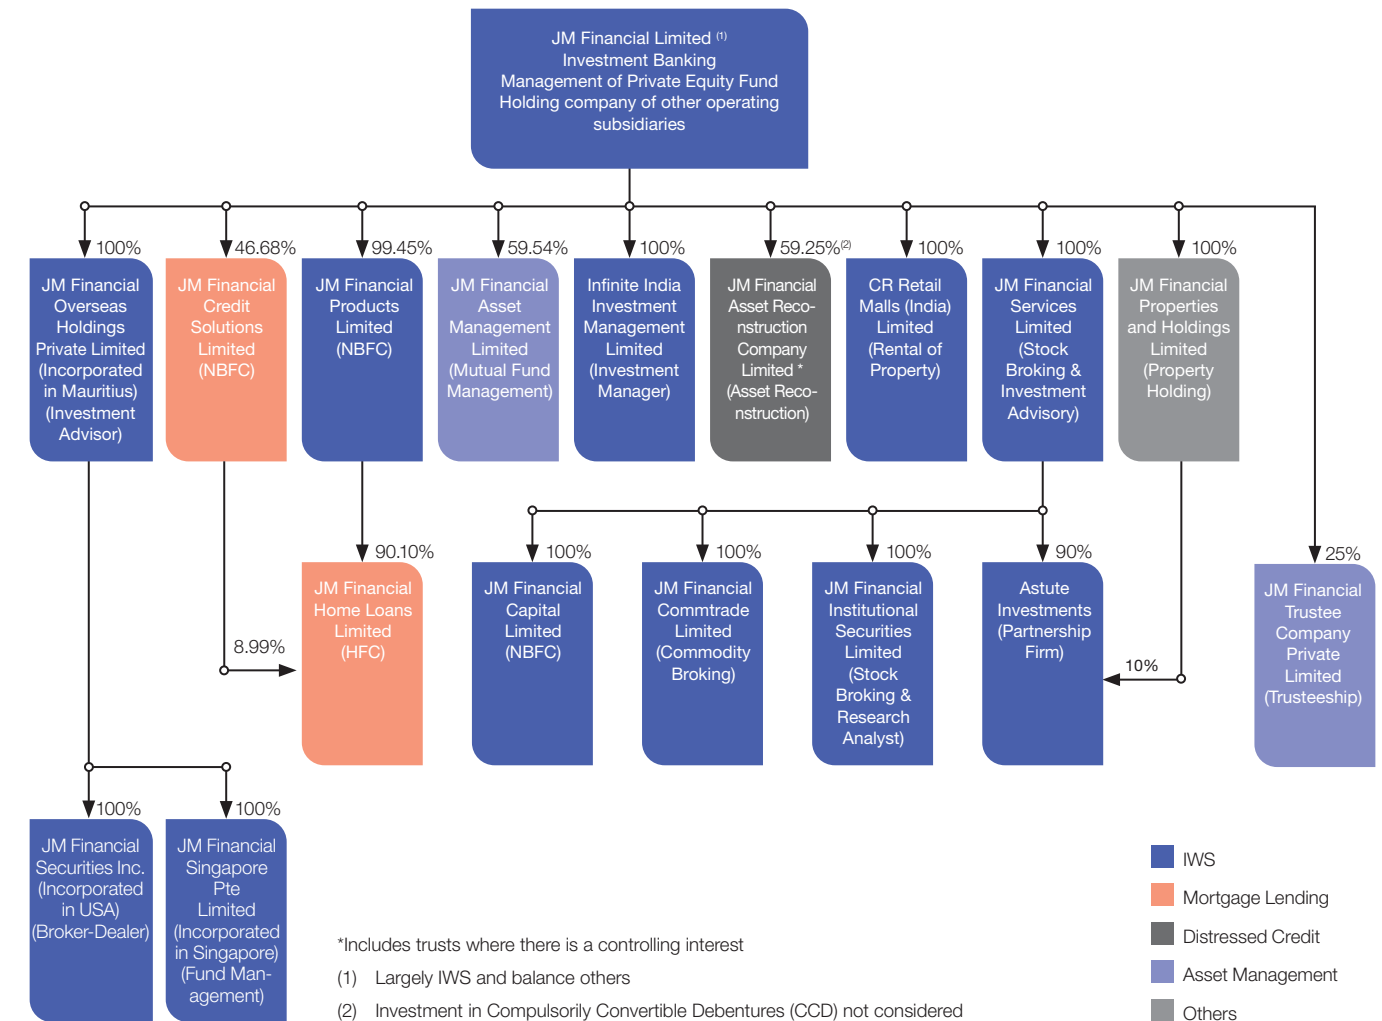 JM Financial Limited (1)
Investment Banking
Management of Private Equity Fund
Holding company of other operating
subsidiaries
100%
46.68%
99.45%
59.54%
100%
59.25%(2)
100%
100%
100%
JM Financial
Overseas
Holdings
Private Limited
(Incorporated
in Mauritius)
(Investment
Advisor)
JM Financial
Credit
Solutions
Limited
(NBFC)
JM Financial
Products
Limited
(NBFC)
JM Financial
Asset
Management
Limited
(Mutual Fund
Management)
Infinite India
Investment
Management
Limited
(Investment
Manager)
JM Financial
Asset Reco-
nstruction
Company
Limited *
(Asset Reco-
nstruction)
CR Retail
Malls (India)
Limited
(Rental of
Property)
JM Financial
Services
Limited
(Stock
Broking &
Investment
Advisory)
JM Financial
Properties
and Holdings
Limited
(Property
Holding)
90.10%
100%
100%
100%
90%
25%
8.99%
10%
JM Financial
Home Loans
Limited
(HFC)
JM Financial
Capital
Limited
(NBFC)
JM Financial
Commtrade
Limited
(Commodity
Broking)
JM Financial
Institutional
Securities
Limited
(Stock
Broking &
Research
Analyst)
Astute
Investments
(Partnership
Firm)
JM Financial
Trustee
Company
Private
Limited
(Trusteeship)
100%
100%
JM Financial
Securities Inc.
(Incorporated
in USA)
(Broker-Dealer)
JM Financial
Singapore
Pte
Limited
(Incorporated
in Singapore)
(Fund Man-
agement)
*Includes trusts where there is a controlling interest
(1) Largely IWS and balance others
(2) Investment in Compulsorily Convertible Debentures (CCD) not considered
IWS
Mortgage Lending
Distressed Credit
Asset Management
Others